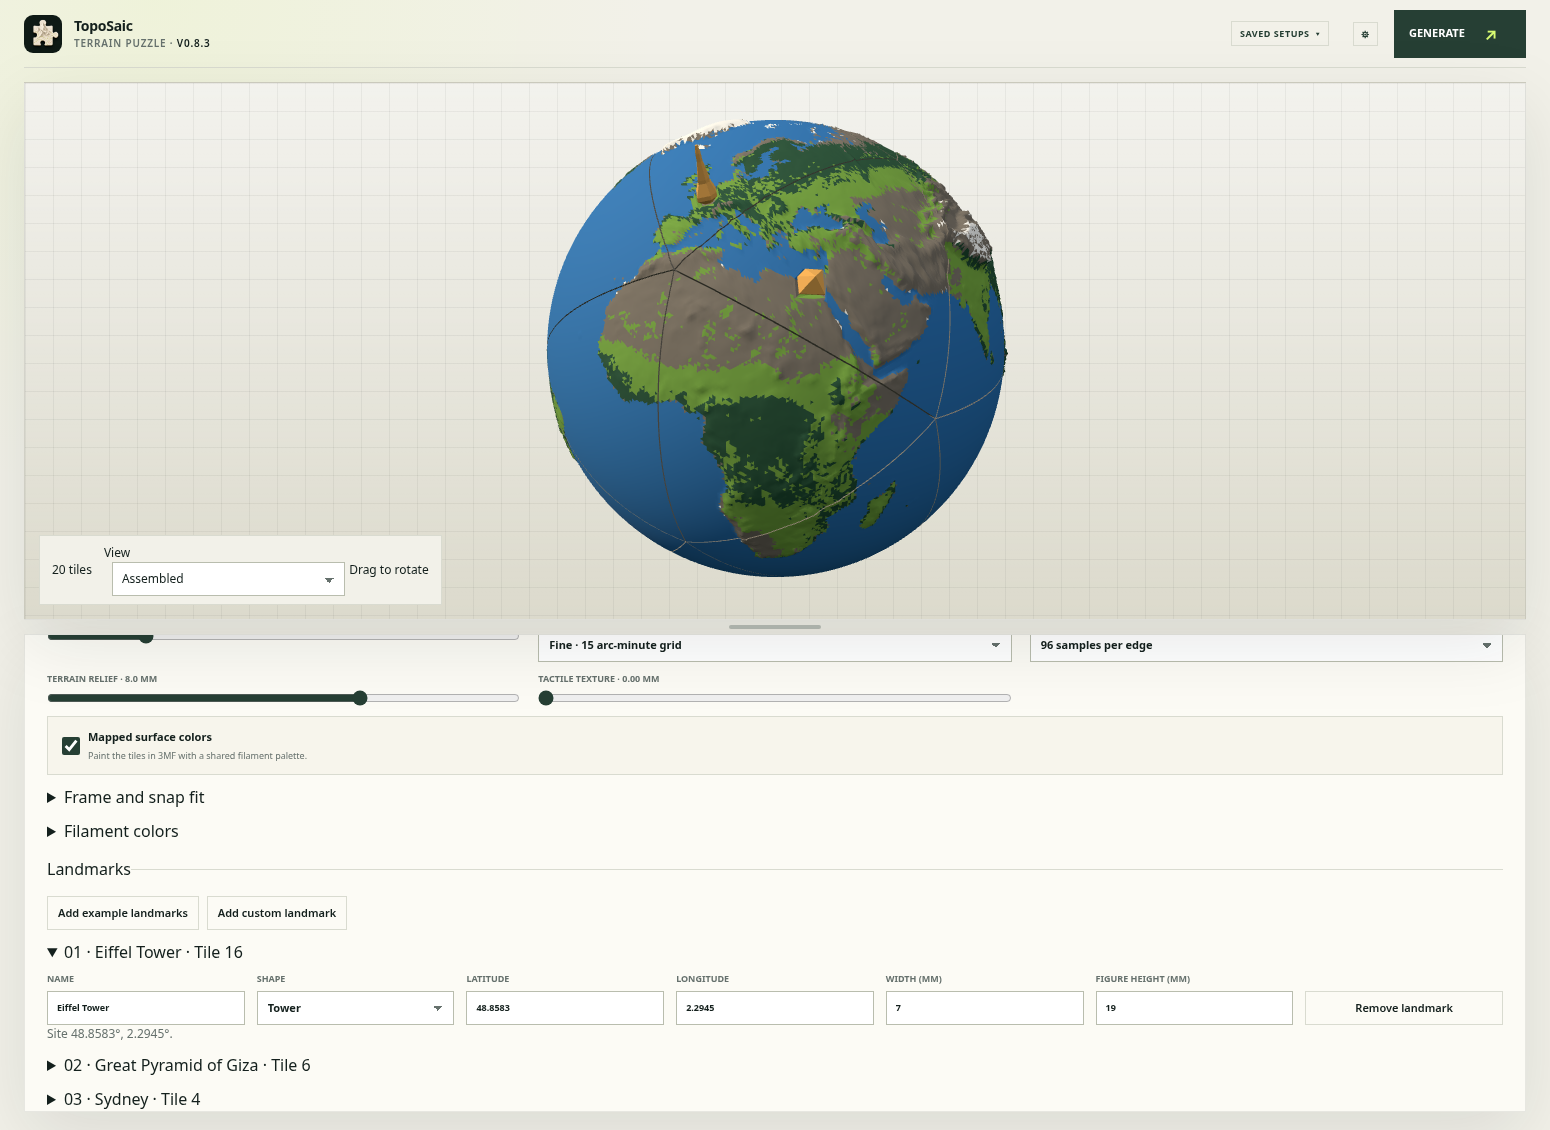 TopoSaic
TERRAIN PUZZLE · V0.8.3
SAVED SETUPS ▾
GENERATE
View
20 tiles
Assembled
Drag to rotate
Fine · 15 arc-minute grid
96 samples per edge
TERRAIN RELIEF · 8.0 MM
TACTILE TEXTURE · 0.00 MM
Mapped surface colors
Paint the tiles in 3MF with a shared filament palette.
Frame and snap fit
Filament colors
Landmarks
Add example landmarks
Add custom landmark
01 · Eiffel Tower · Tile 16
NAME
SHAPE
LATITUDE
LONGITUDE
WIDTH (MM)
FIGURE HEIGHT (MM)
Eiffel Tower
Tower
48.8583
2.2945
7
19
Remove landmark
Site 48.8583°, 2.2945°.
02 · Great Pyramid of Giza · Tile 6
03 · Sydney · Tile 4